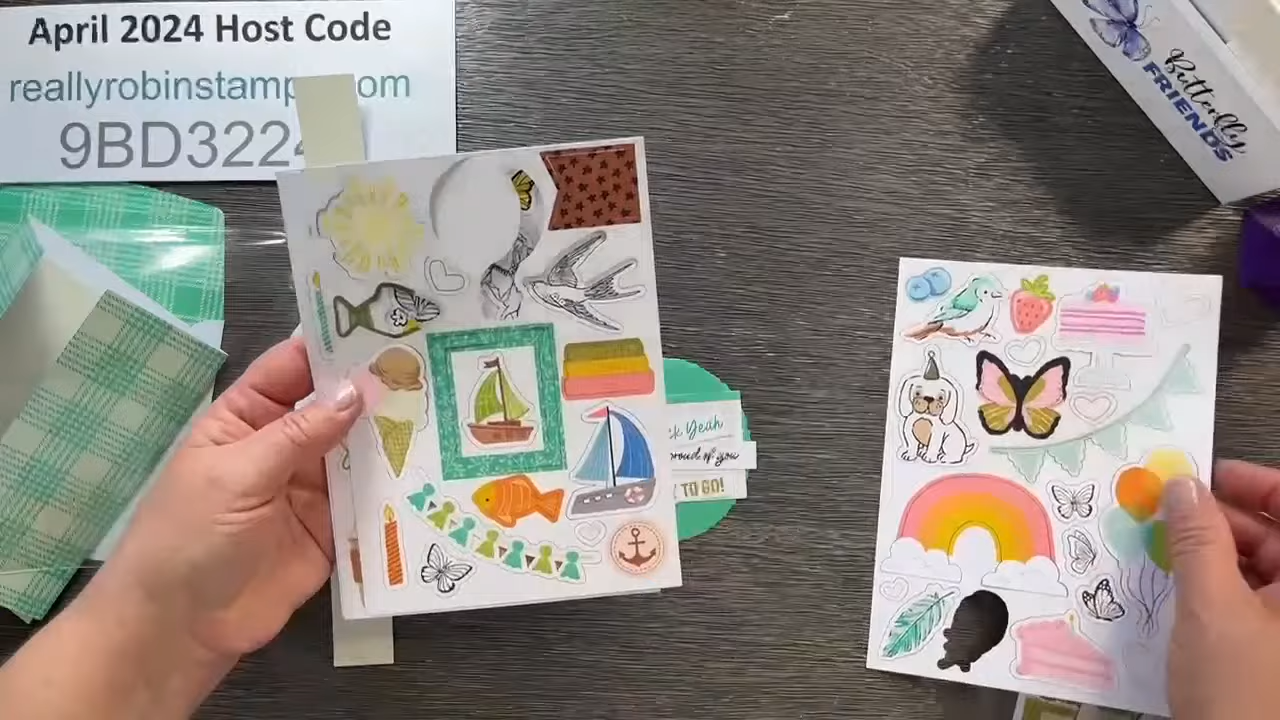 April 2024 Host Code
reallyrobinstamp om
9BD322
Butterfly
FRIENDS
Yeah
proud of you
TO GO!